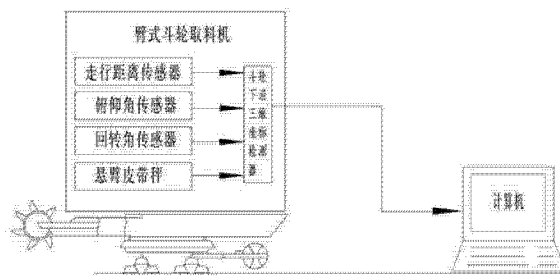 臂式斗轮取料机
走行距离传感器
俯仰角传感器
回转角传感器
悬臂皮带秤
斗轮
下沿
三维
坐标
检测
器
计算机